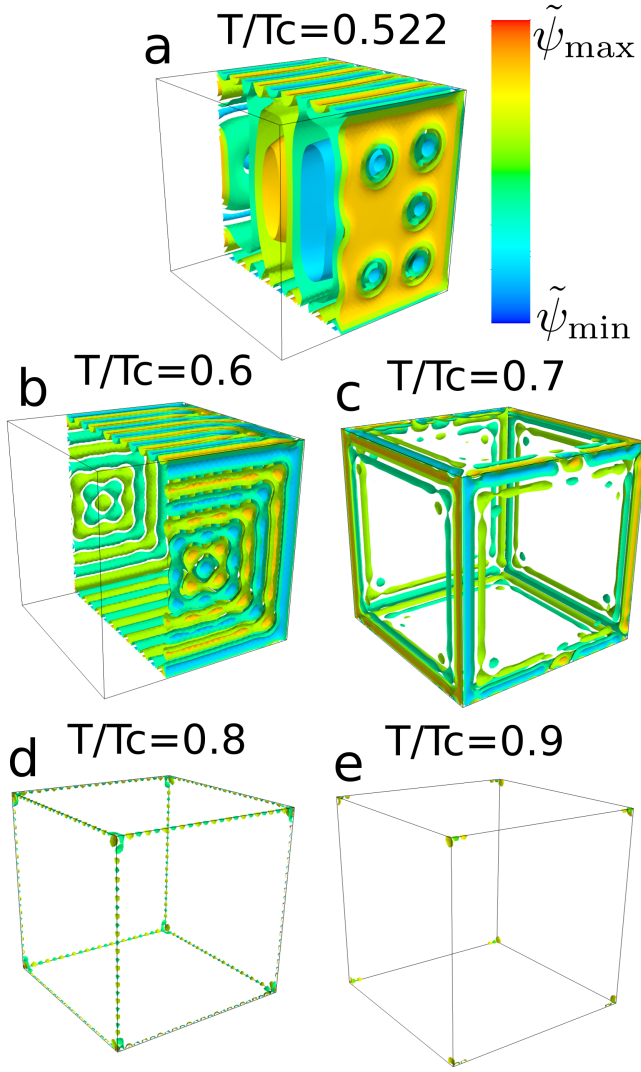 a T/Tc=0.522
ψ̃max
ψ̃min
b T/Tc=0.6
c T/Tc=0.7
d T/Tc=0.8
e T/Tc=0.9